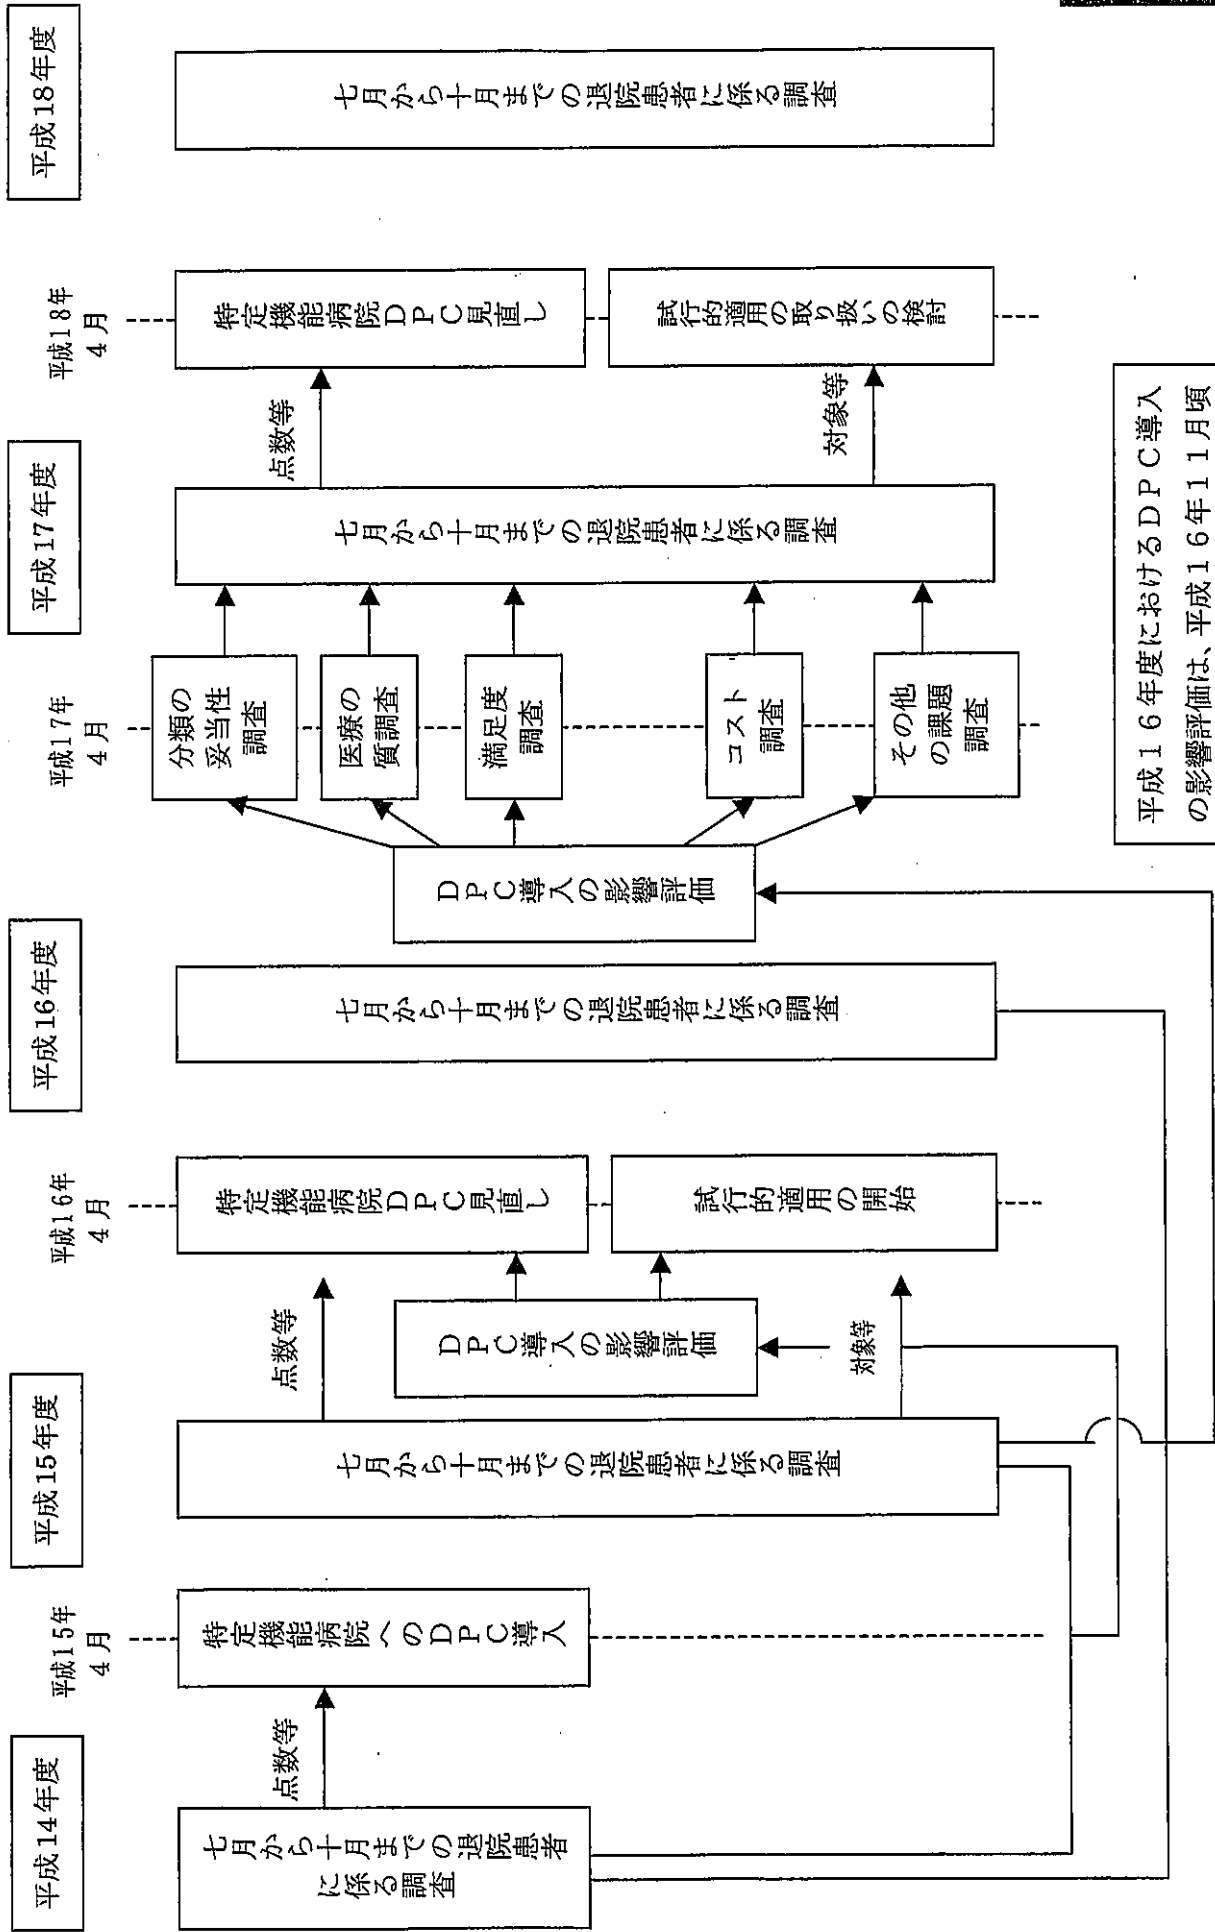 平成14年度
七月から十月までの退院患者
に係る調査
点数等
平成15年
4月
特定機能病院へのDPC導入
平成15年度
七月から十月までの退院患者に係る調査
点数等
対象等
DPC導入の影響評価
平成16年
4月
特定機能病院DPC見直し
試行的適用の開始
平成16年度
七月から十月までの退院患者に係る調査
DPC導入の影響評価
平成17年
4月
分類の
妥当性
調査
医療の
質調査
満足度
調査
コスト
調査
その他
の課題
調査
平成17年度
七月から十月までの退院患者に係る調査
点数等
対象等
平成18年
4月
特定機能病院DPC見直し
試行的適用の取り扱いの検討
平成18年度
七月から十月までの退院患者に係る調査
平成16年度におけるDPC導入
の影響評価は、平成16年11月頃